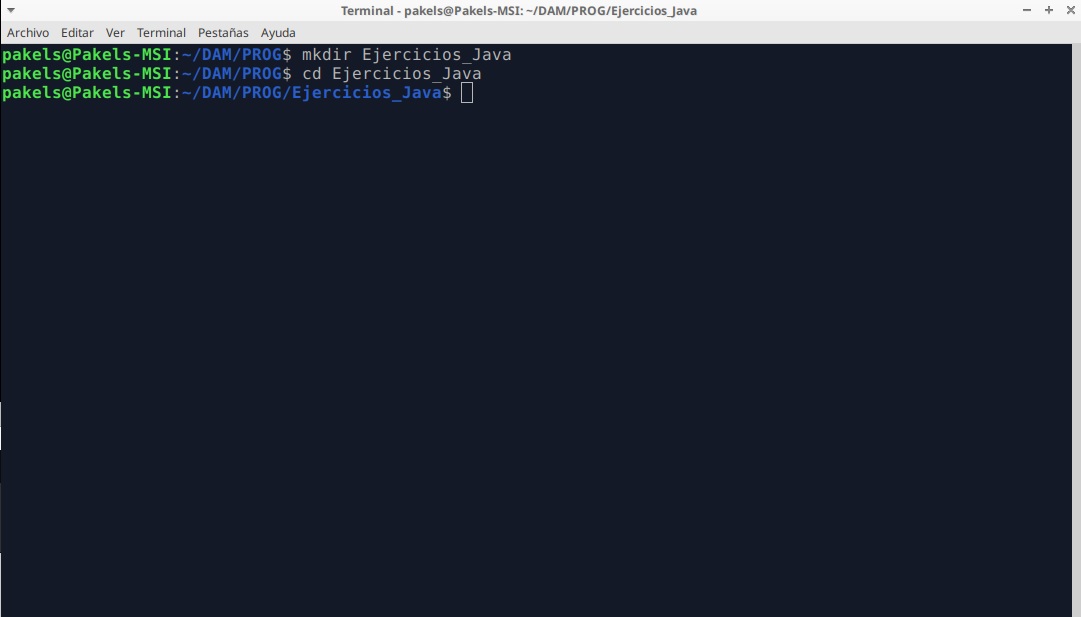 Terminal - pakels@Pakels-MSI: ~/DAM/PROG/Ejercicios_Java
Archivo Editar Ver Terminal Pestañas Ayuda
pakels@Pakels-MSI:~/DAM/PROG$ mkdir Ejercicios_Java
pakels@Pakels-MSI:~/DAM/PROG$ cd Ejercicios_Java
pakels@Pakels-MSI:~/DAM/PROG/Ejercicios_Java$